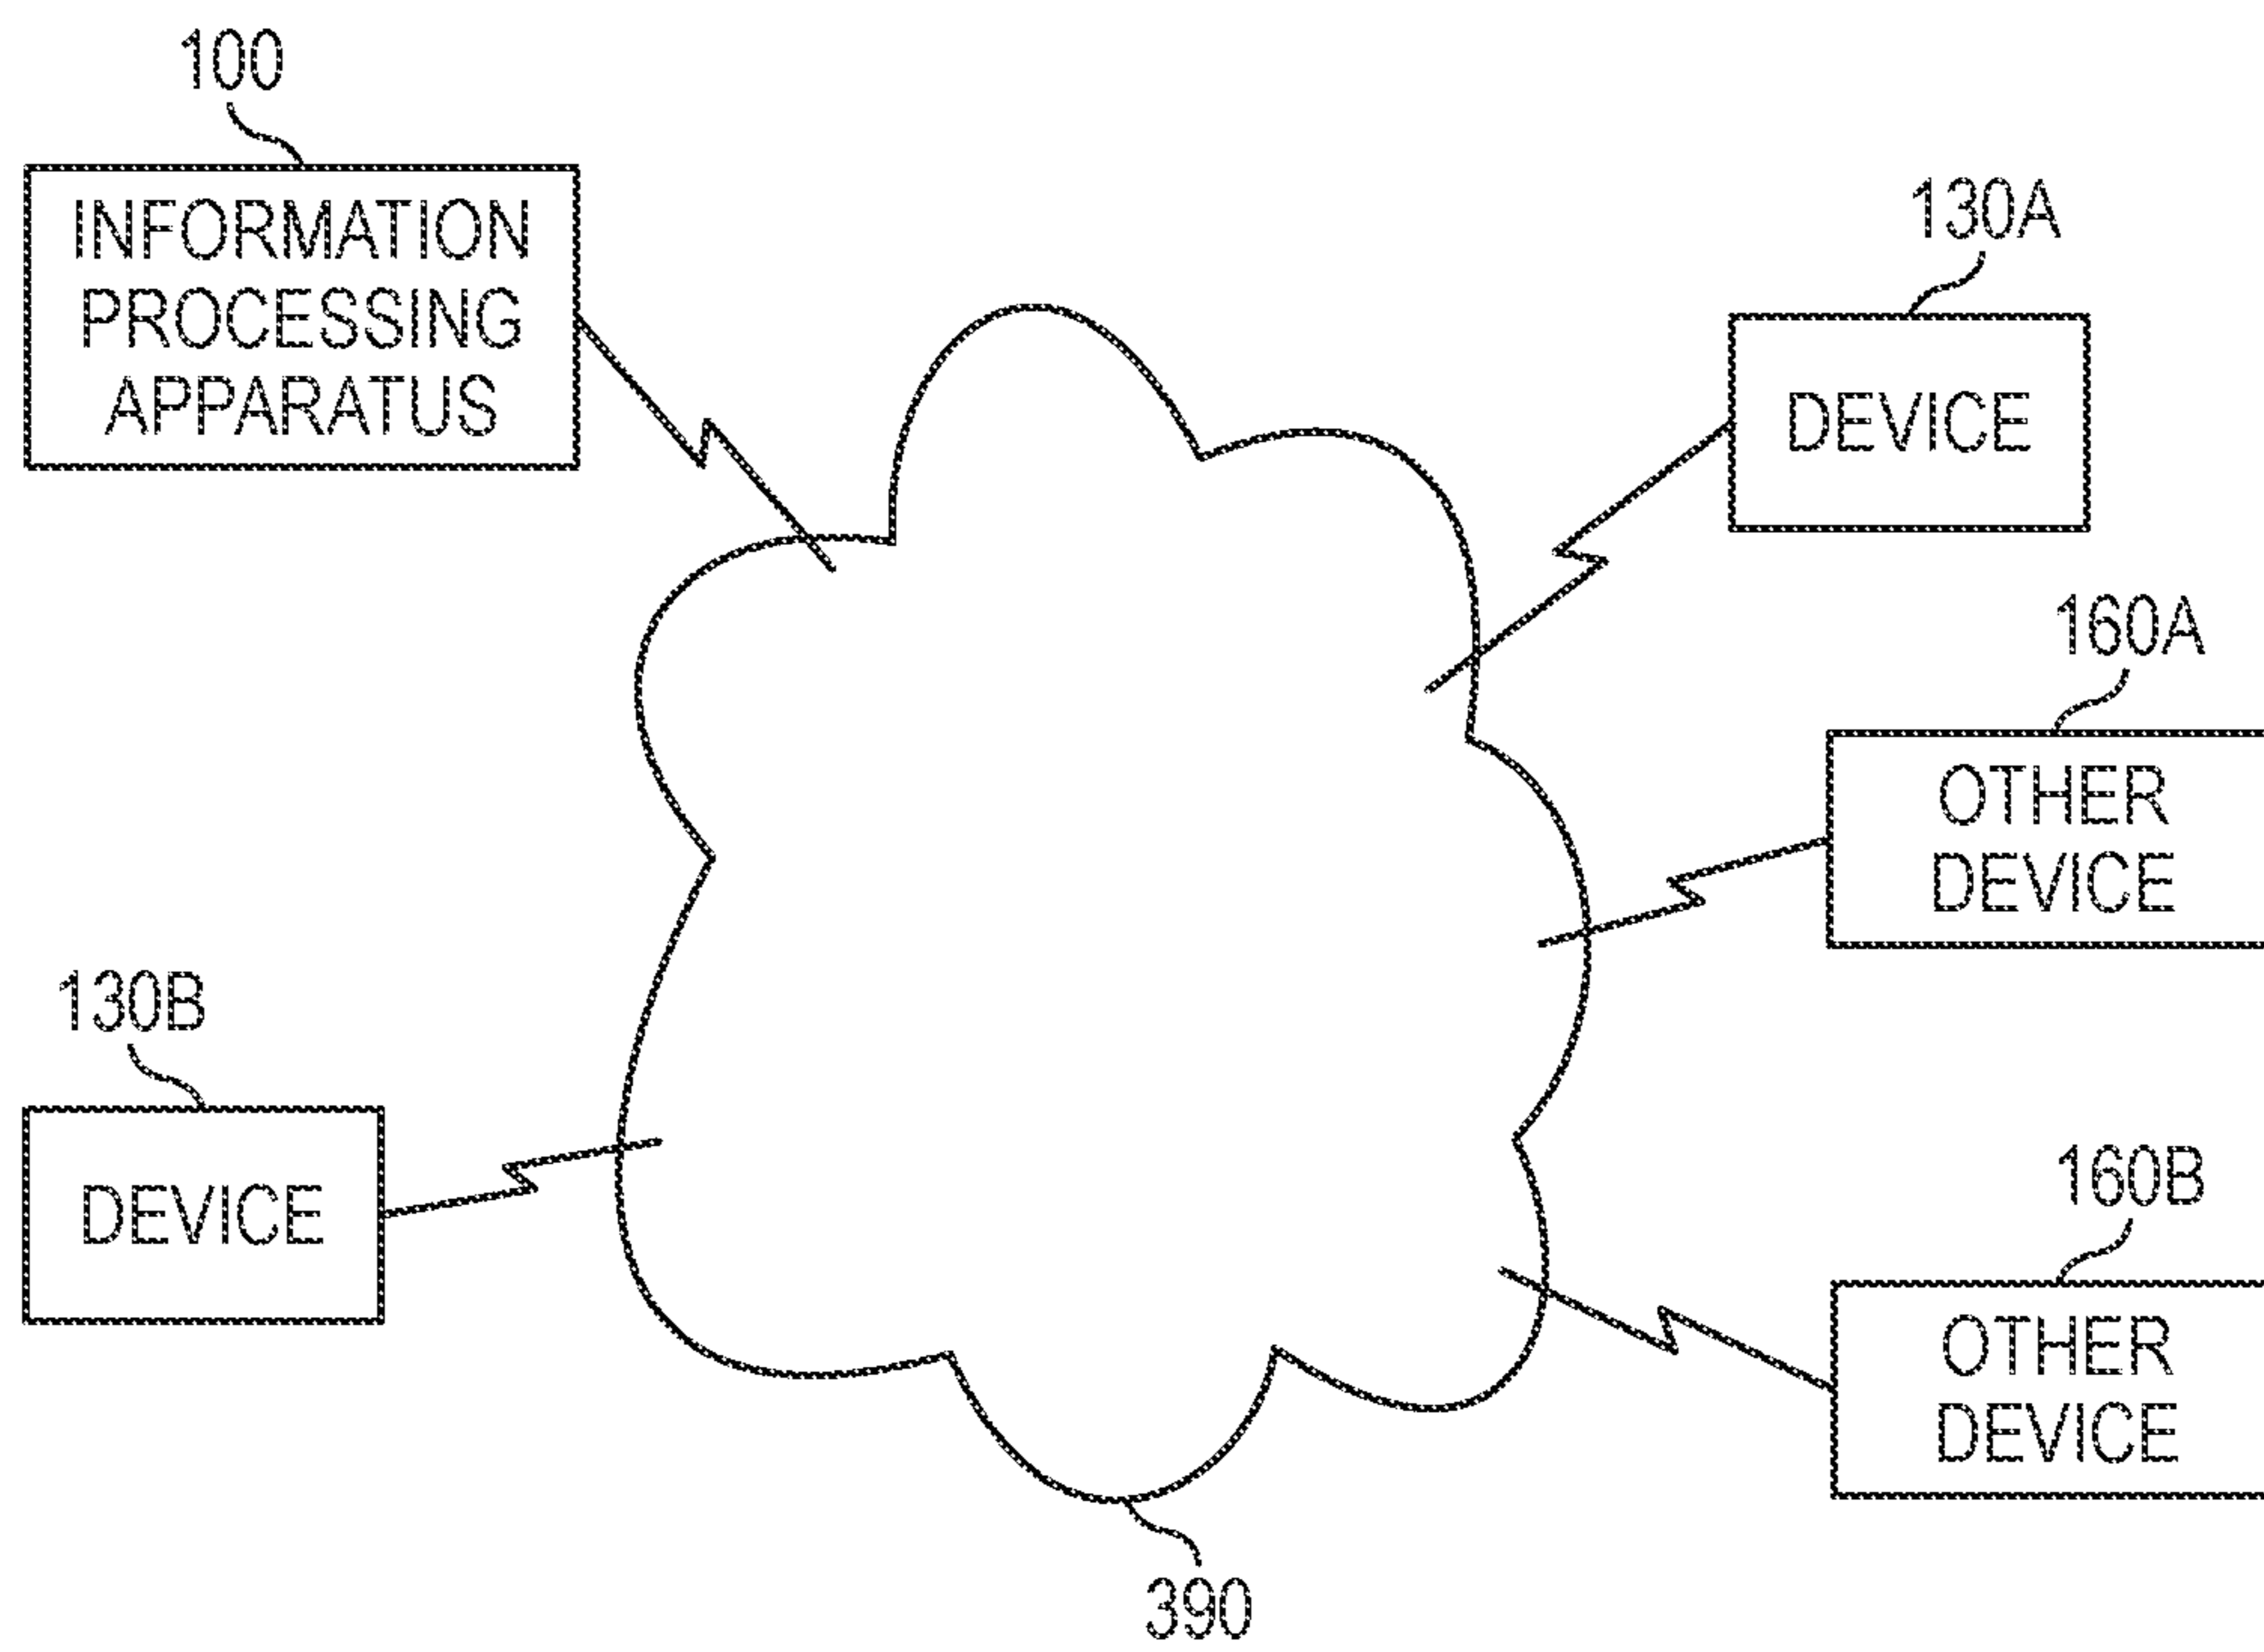 100
INFORMATION
PROCESSING
APPARATUS
130A
DEVICE
160A
OTHER
DEVICE
130B
DEVICE
160B
OTHER
DEVICE
390